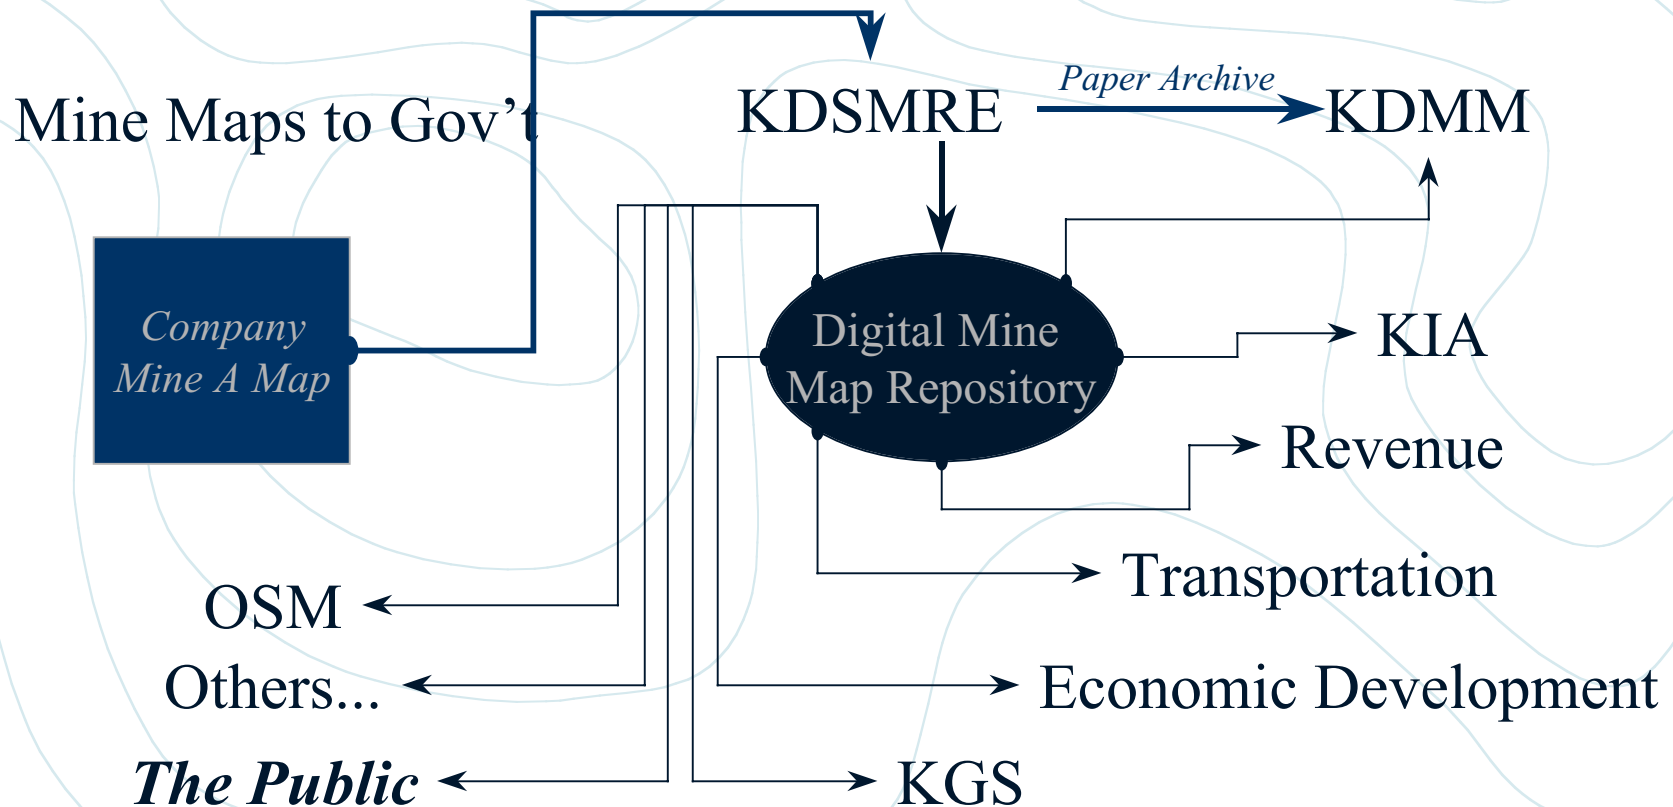 Paper Archive
Mine Maps to Gov’t
KDSMRE
KDMM
Company
Mine A Map
Digital Mine
Map Repository
KIA
Revenue
Transportation
OSM
Others...
Economic Development
The Public
KGS